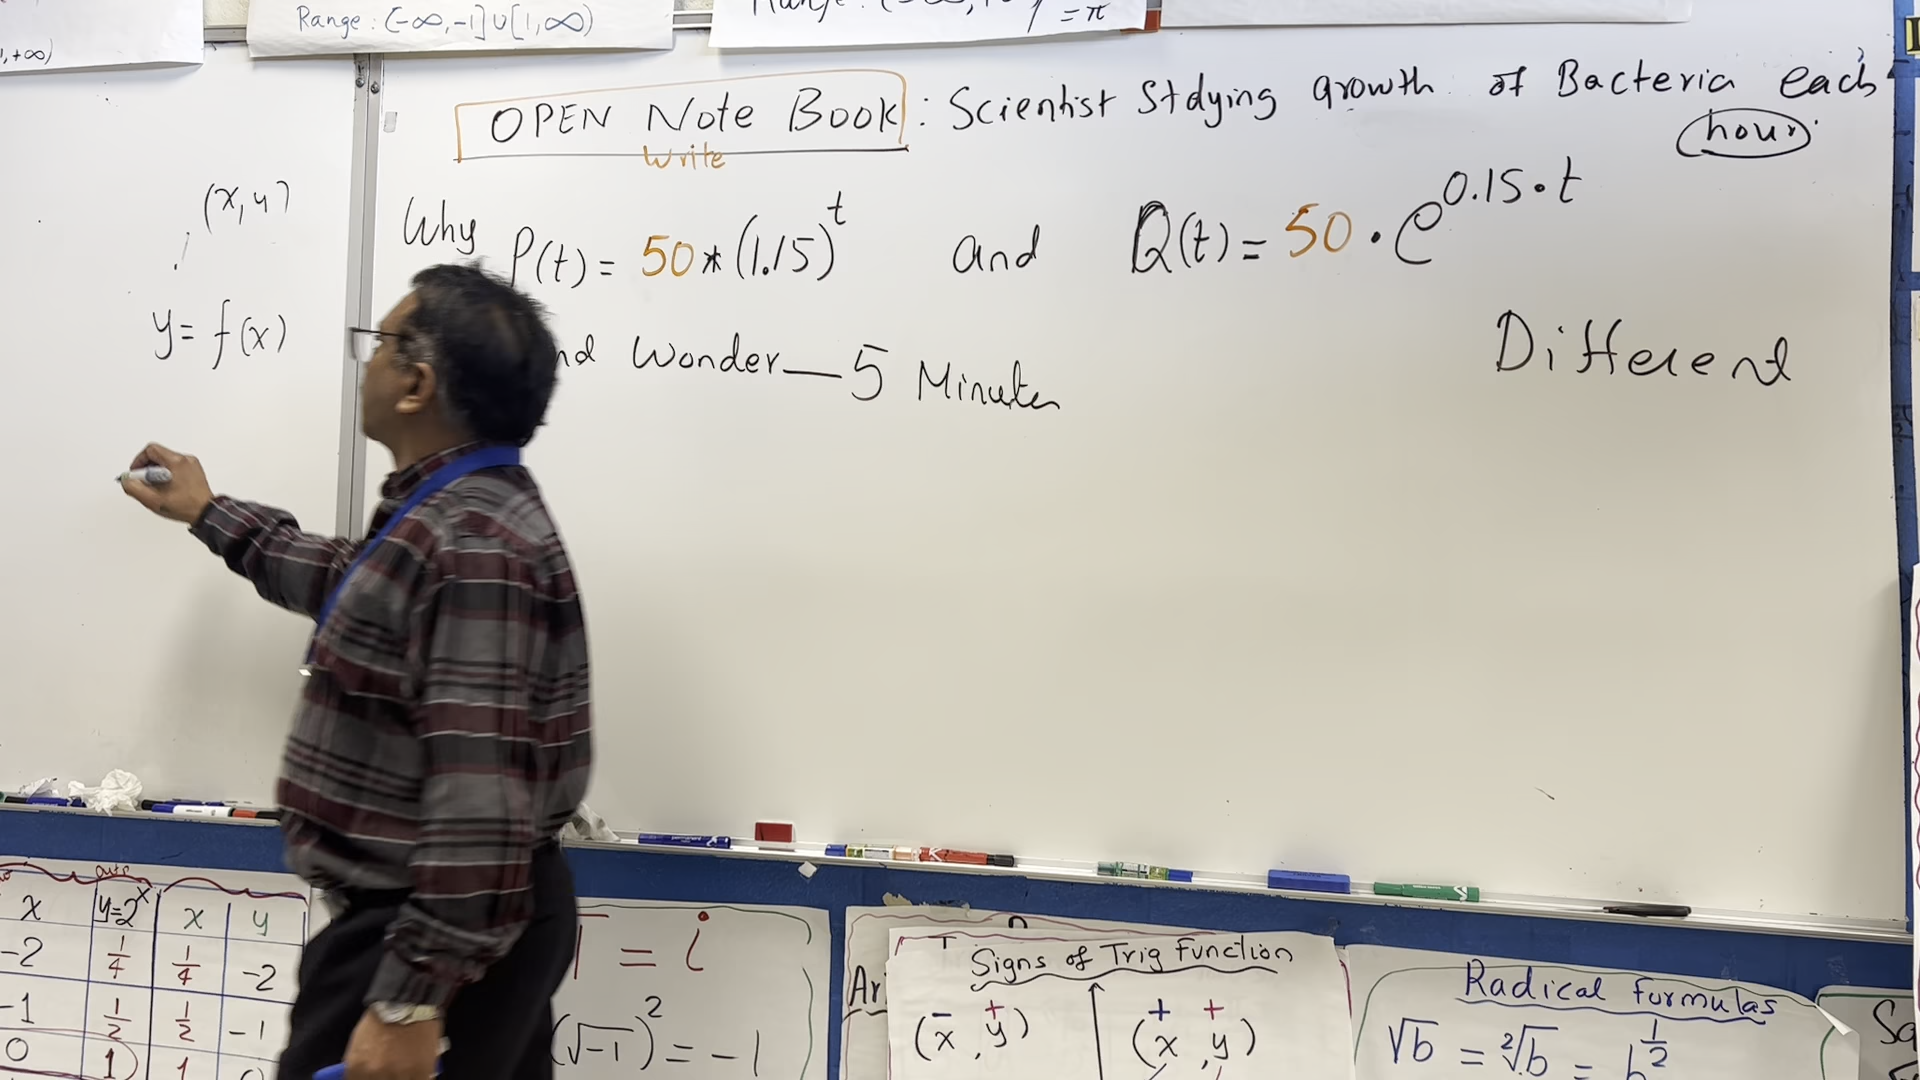 Range: (-∞,-1]∪[1,∞)
= π
,+∞)
OPEN Note Book : Scientist Stdying growth of Bacteria each
hour
Write
(x,y)
Why P(t) = 50 * (1.15)^t and Q(t) = 50 · e^0.15·t
y = f(x)
nd Wonder — 5 Minutes
Different
x y=2^x x y
-2 1/4 1/4 -2
-1 1/2 1/2 -1
0 1 1
= i
(√-1)^2 = -1
Ar
Signs of Trig Function
- + + +
(x, y) (x, y)
Radical formulas
√b = ²√b = b^1/2